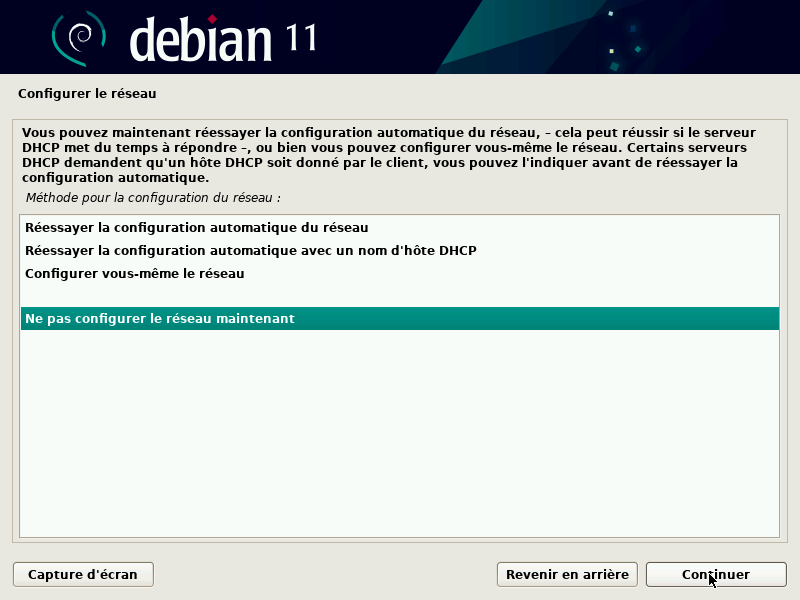 debian 11
Configurer le réseau
Vous pouvez maintenant réessayer la configuration automatique du réseau, – cela peut réussir si le serveur
DHCP met du temps à répondre –, ou bien vous pouvez configurer vous-même le réseau. Certains serveurs
DHCP demandent qu'un hôte DHCP soit donné par le client, vous pouvez l'indiquer avant de réessayer la
configuration automatique.
Méthode pour la configuration du réseau :
Réessayer la configuration automatique du réseau
Réessayer la configuration automatique avec un nom d'hôte DHCP
Configurer vous-même le réseau
Ne pas configurer le réseau maintenant
Capture d'écran
Revenir en arrière
Continuer